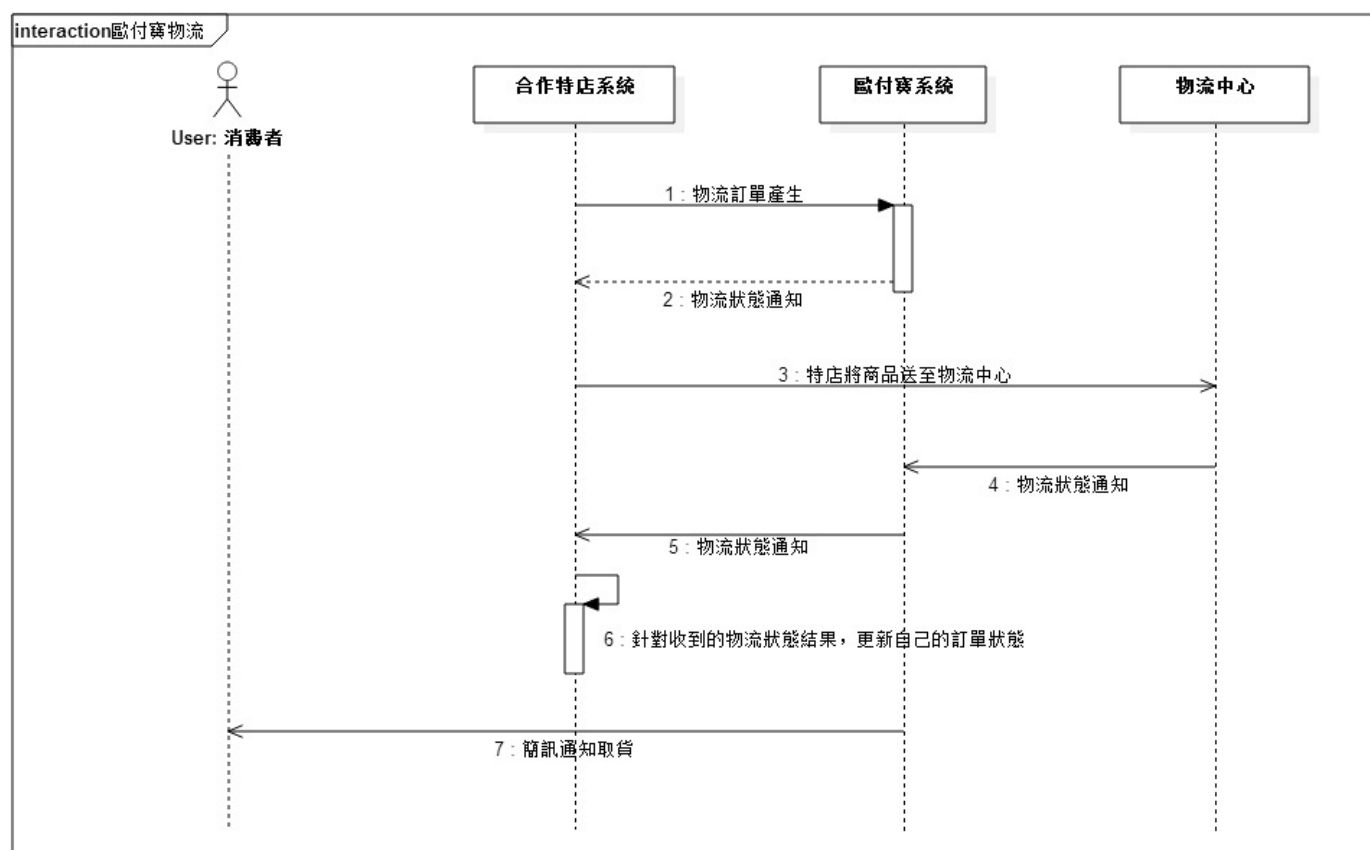 interaction歐付寶物流
User: 消費者
合作特店系統
歐付寶系統
物流中心
1 : 物流訂單產生
2 : 物流狀態通知
3 : 特店將商品送至物流中心
4 : 物流狀態通知
5 : 物流狀態通知
6 : 針對收到的物流狀態結果，更新自己的訂單狀態
7 : 簡訊通知取貨